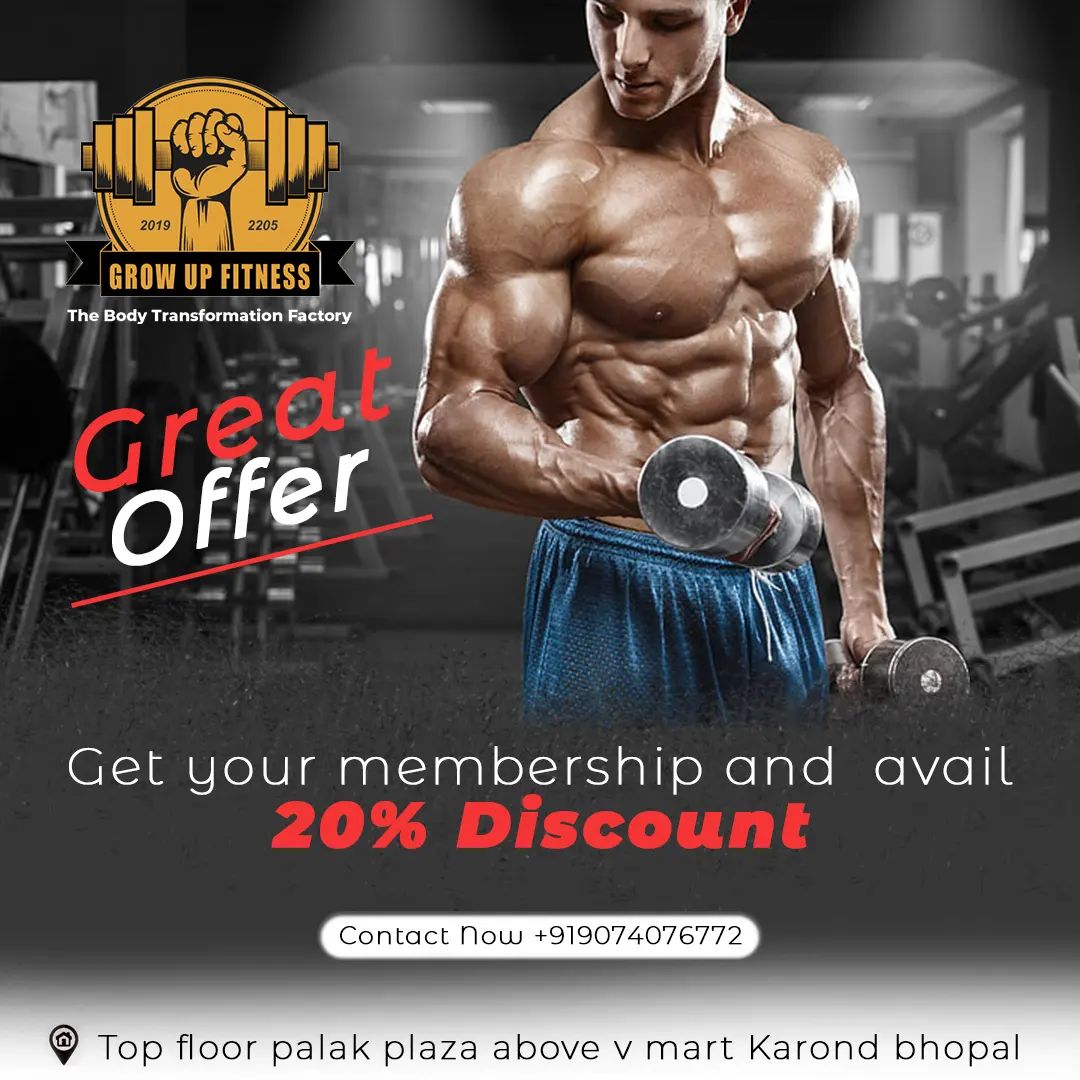 2019 2205
GROW UP FITNESS
The Body Transformation Factory
Great
Offer
Get your membership and avail
20% Discount
Contact Now +919074076772
Top floor palak plaza above v mart Karond bhopal